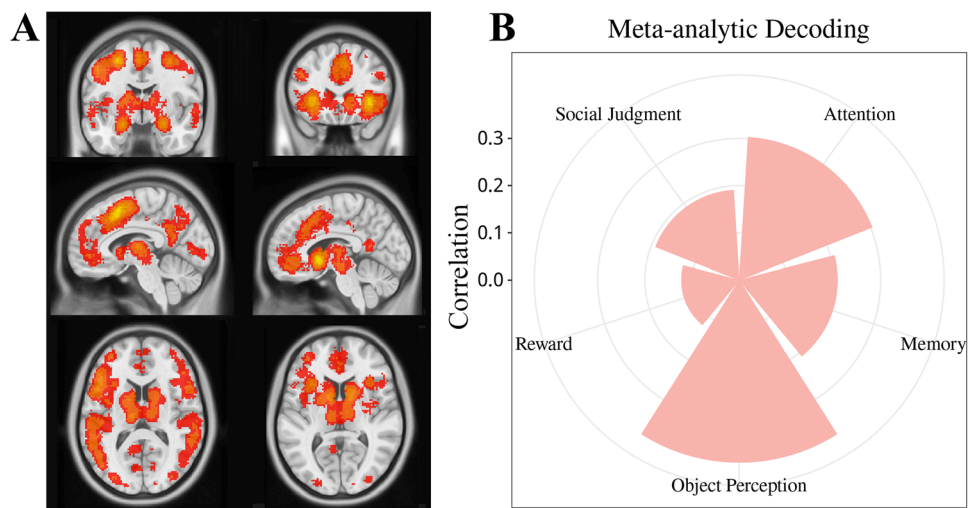 A
B
Meta-analytic Decoding
Social Judgment
Attention
0.3
0.2
0.1
0.0
Correlation
Reward
Memory
Object Perception